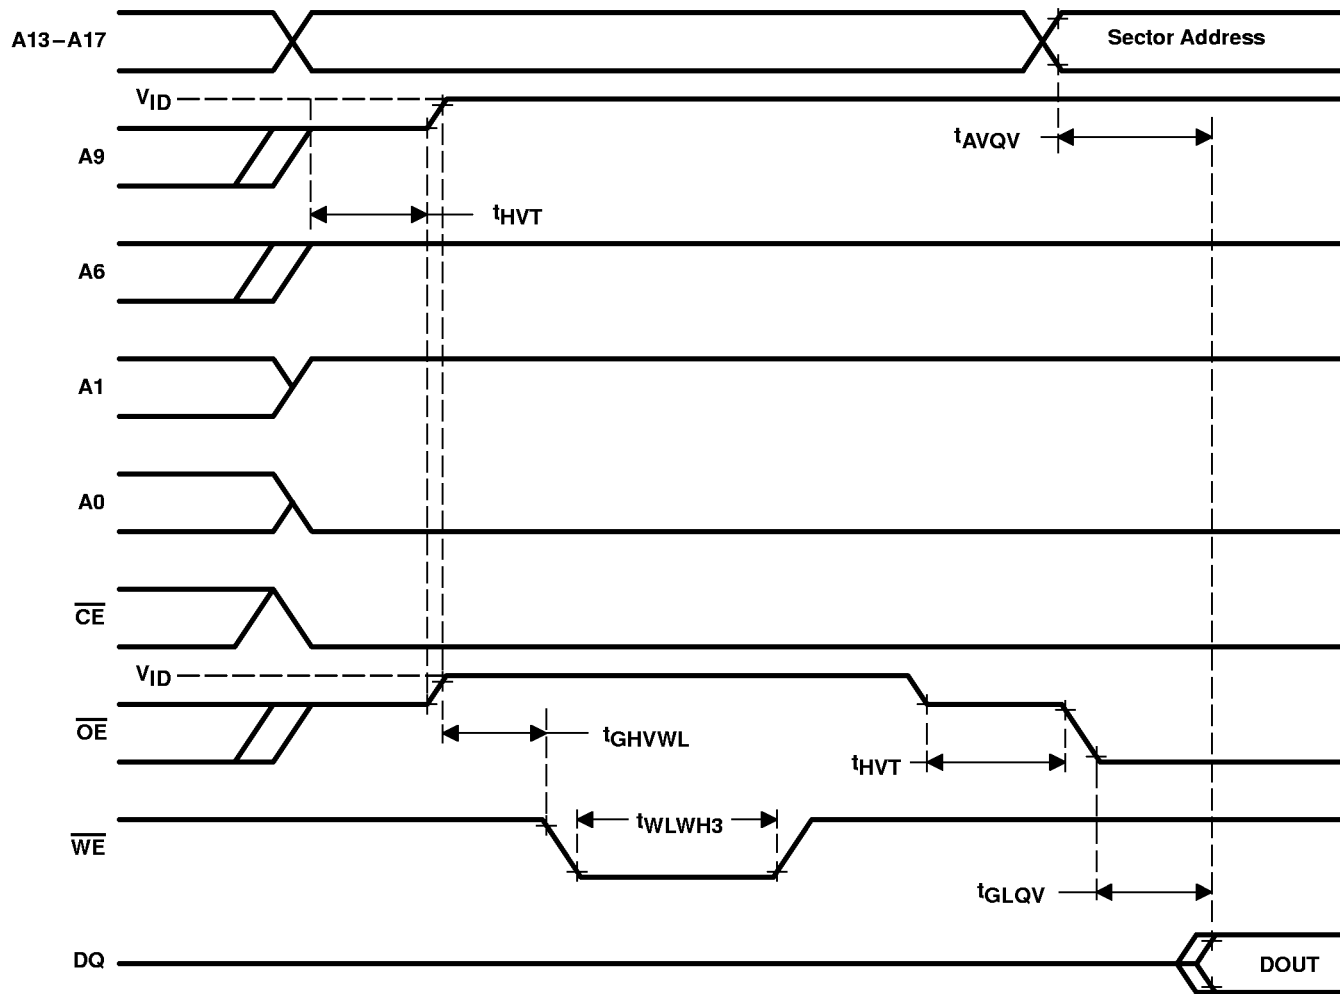 A13–A17
Sector Address
VID
A9
tAVQV
tHVT
A6
A1
A0
CE
VID
OE
tGHVWL
tHVT
WE
tWLWH3
tGLQV
DQ
DOUT